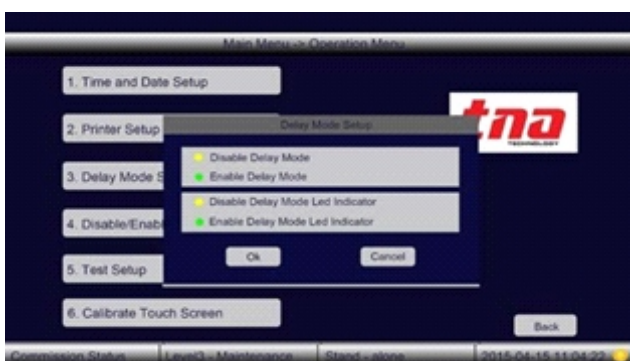 Main Menu -> Operation Menu
1. Time and Date Setup
tna
TECHNOLOGY
2. Printer Setup
Delay Mode Setup
Disable Delay Mode
Enable Delay Mode
3. Delay Mode S
Disable Delay Mode Led Indicator
Enable Delay Mode Led Indicator
4. Disable/Enabl
Ok
Cancel
5. Test Setup
6. Calibrate Touch Screen
Back
Commission Status Level3 - Maintenance Stand - alone 2015-04-15 11:04:22